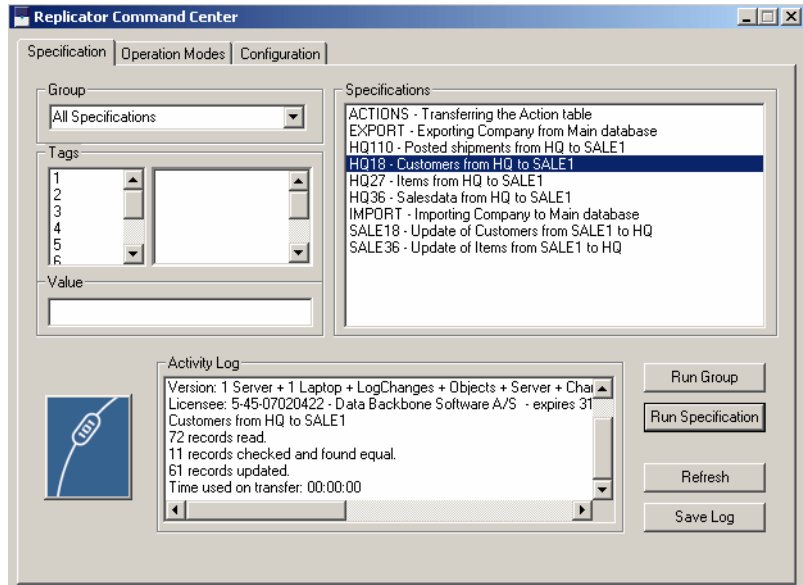 Replicator Command Center
Specification Operation Modes Configuration
Group
All Specifications
Tags
1
2
3
4
5
6
Value
Specifications
ACTIONS - Transferring the Action table
EXPORT - Exporting Company from Main database
HQ110 - Posted shipments from HQ to SALE1
HQ18 - Customers from HQ to SALE1
HQ27 - Items from HQ to SALE1
HQ36 - Salesdata from HQ to SALE1
IMPORT - Importing Company to Main database
SALE18 - Update of Customers from SALE1 to HQ
SALE36 - Update of Items from SALE1 to HQ
Activity Log
Version: 1 Server + 1 Laptop + LogChanges + Objects + Server + Cha
Licensee: 5-45-07020422 - Data Backbone Software A/S - expires 31
Customers from HQ to SALE1
72 records read.
11 records checked and found equal.
61 records updated.
Time used on transfer: 00:00:00
101
Run Group
Run Specification
Refresh
Save Log